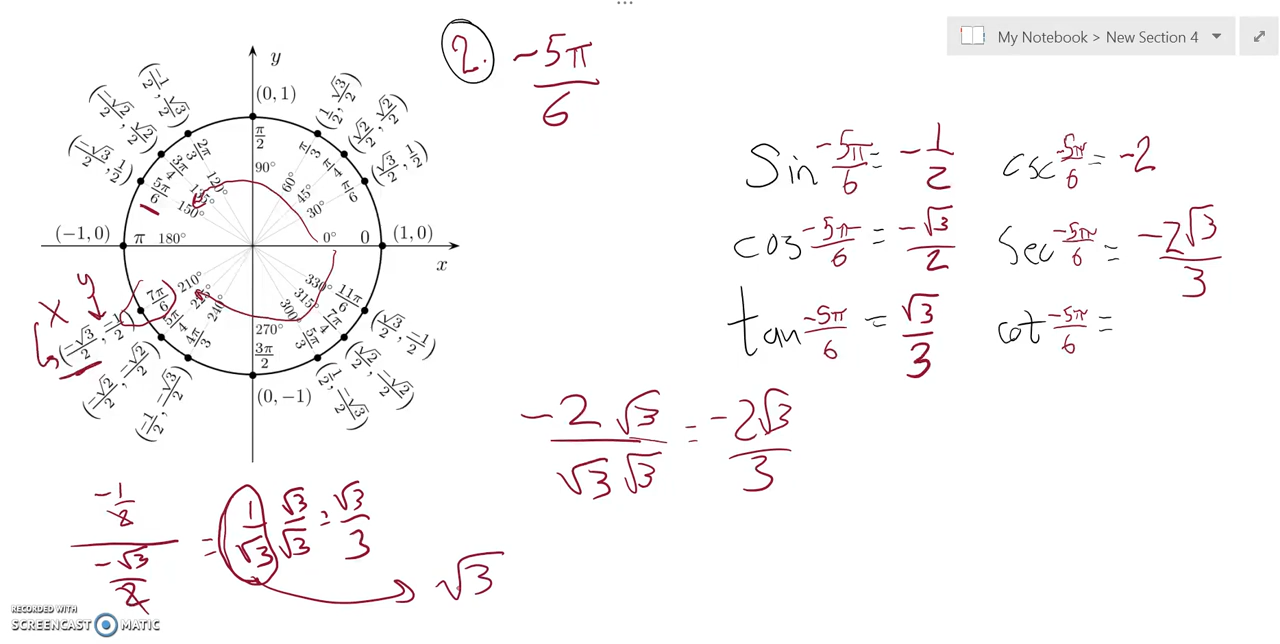 My Notebook > New Section 4
2. -5π/6
y
(0, 1)
π/2
90°
(1/2, √3/2)
π/3
60°
(√2/2, √2/2)
π/4
45°
(√3/2, 1/2)
π/6
30°
(-1/2, √3/2)
2π/3
120°
(-√2/2, √2/2)
3π/4
135°
(-√3/2, 1/2)
5π/6
150°
(-1, 0)
π
180°
0°
0
(1, 0)
x
x
y
(-√3/2, -1/2)
7π/6
210°
(-√2/2, -√2/2)
5π/4
225°
(-1/2, -√3/2)
4π/3
240°
270°
3π/2
(0, -1)
300°
5π/3
(1/2, -√3/2)
315°
7π/4
(√2/2, -√2/2)
330°
11π/6
(√3/2, -1/2)
Sin -5π/6 = -1/2
csc -5π/6 = -2
cos -5π/6 = -√3/2
Sec -5π/6 = -2√3/3
tan -5π/6 = √3/3
cot -5π/6 =
-2 √3 / √3 √3 = -2√3/3
-1/2 / -√3/2 = 1/√3 √3/√3 = √3/3
√3
RECORDED WITH
SCREENCAST MATIC